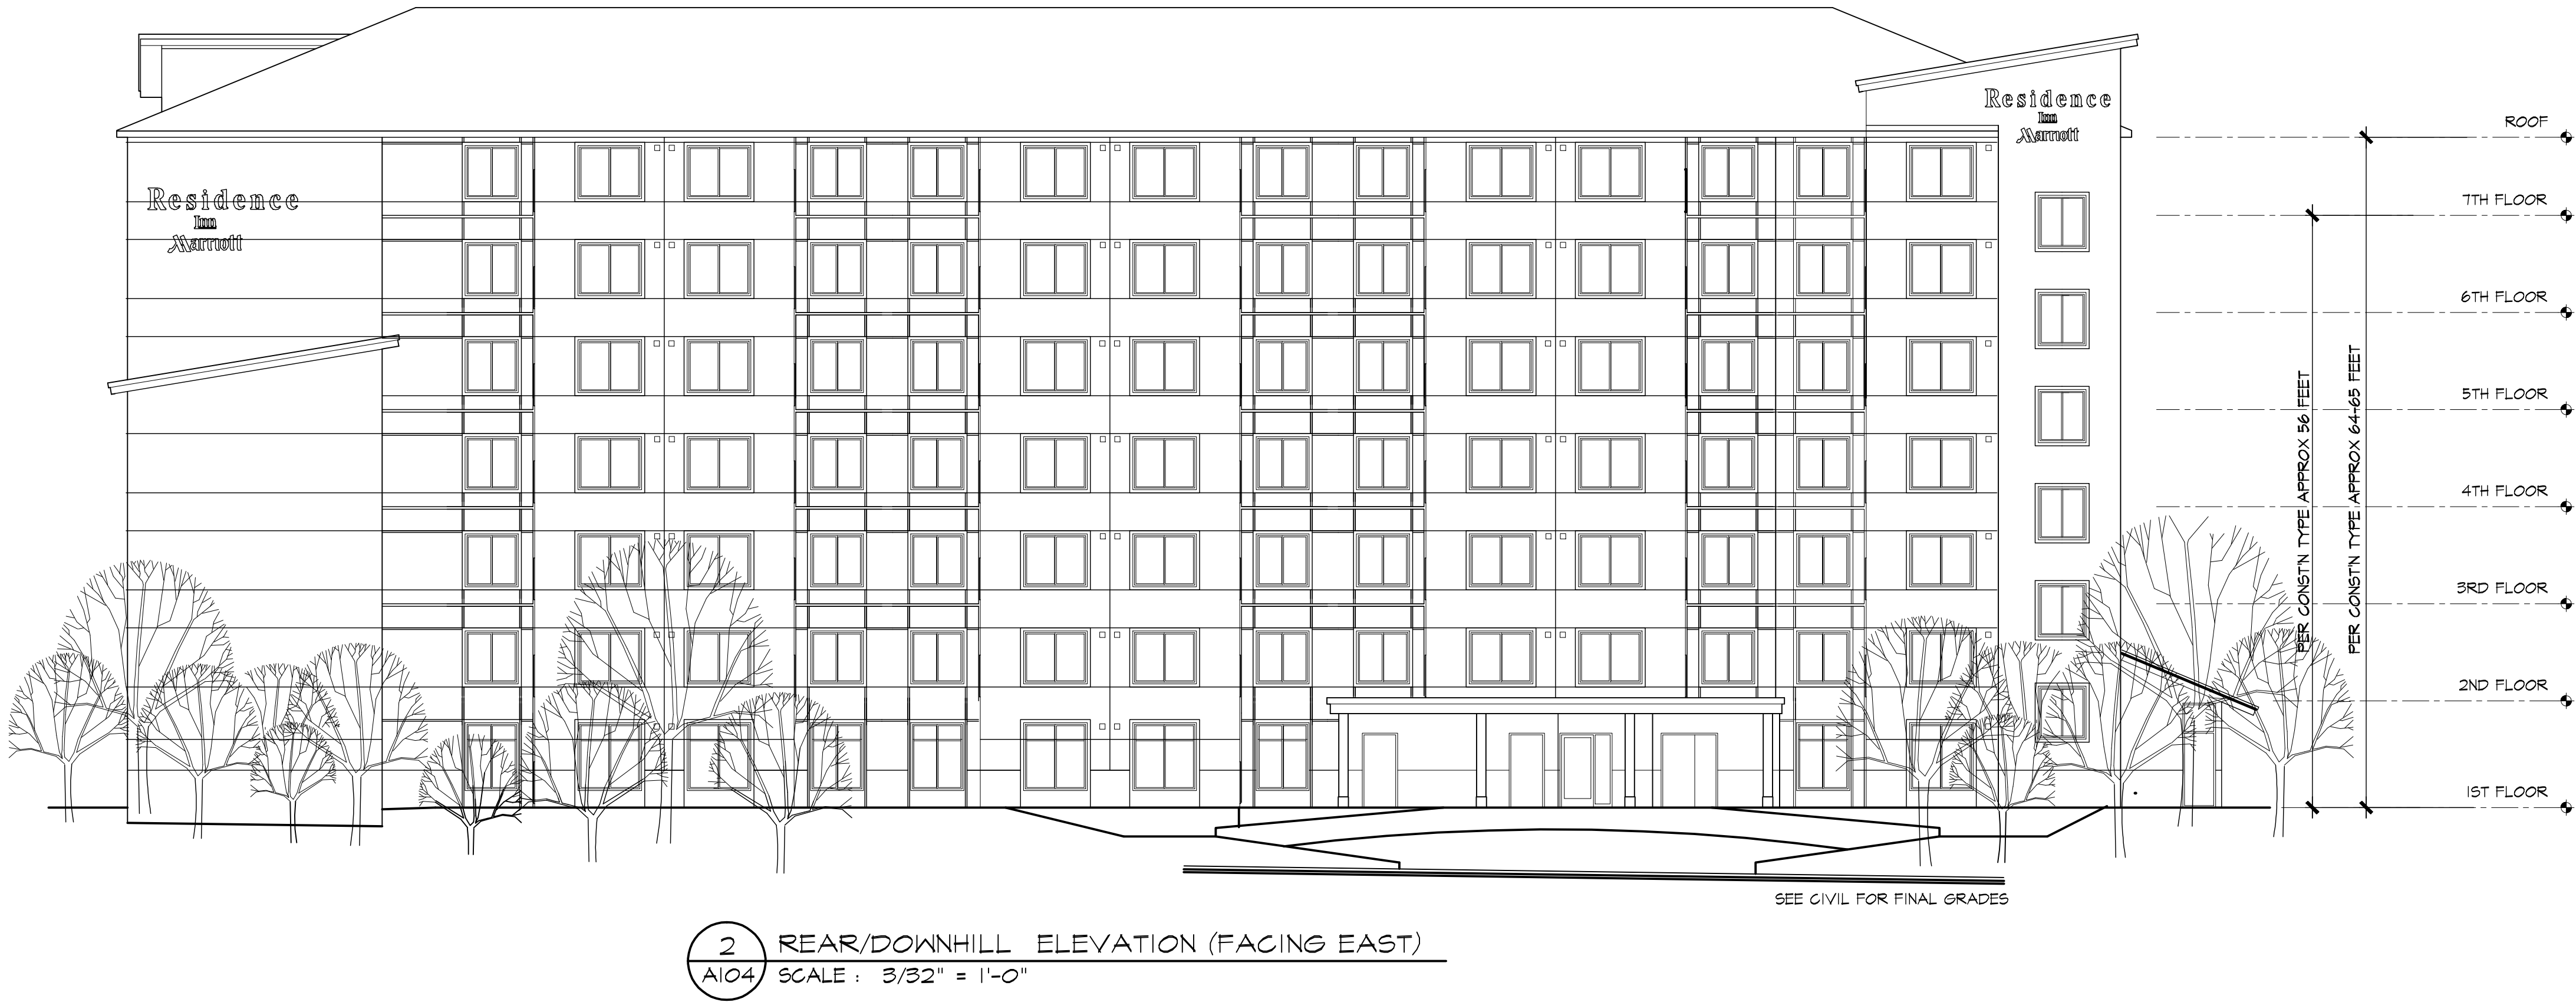 Residence
Inn
Marriott
Residence
Inn
Marriott
ROOF
7TH FLOOR
6TH FLOOR
5TH FLOOR
4TH FLOOR
3RD FLOOR
2ND FLOOR
1ST FLOOR
PER CONST'N TYPE APPROX 56 FEET
PER CONST'N TYPE APPROX 64-65 FEET
SEE CIVIL FOR FINAL GRADES
2
A104
REAR/DOWNHILL ELEVATION (FACING EAST)
SCALE : 3/32" = 1'-0"